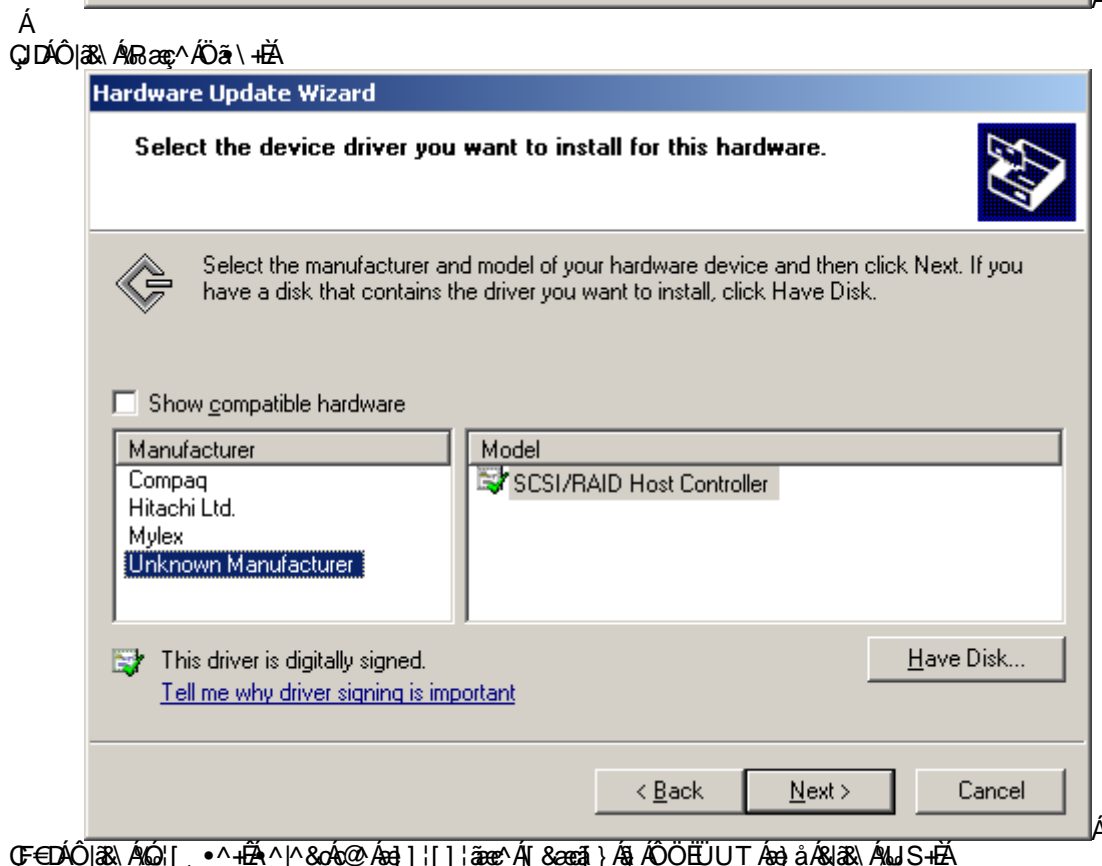 Á
Hardware Update Wizard
Select the device driver you want to install for this hardware.
Select the manufacturer and model of your hardware device and then click Next. If you
have a disk that contains the driver you want to install, click Have Disk.
Show compatible hardware
Manufacturer
Compaq
Hitachi Ltd.
Mylex
Unknown Manufacturer
Model
SCSI/RAID Host Controller
This driver is digitally signed.
Tell me why driver signing is important
Have Disk...
< Back
Next >
Cancel